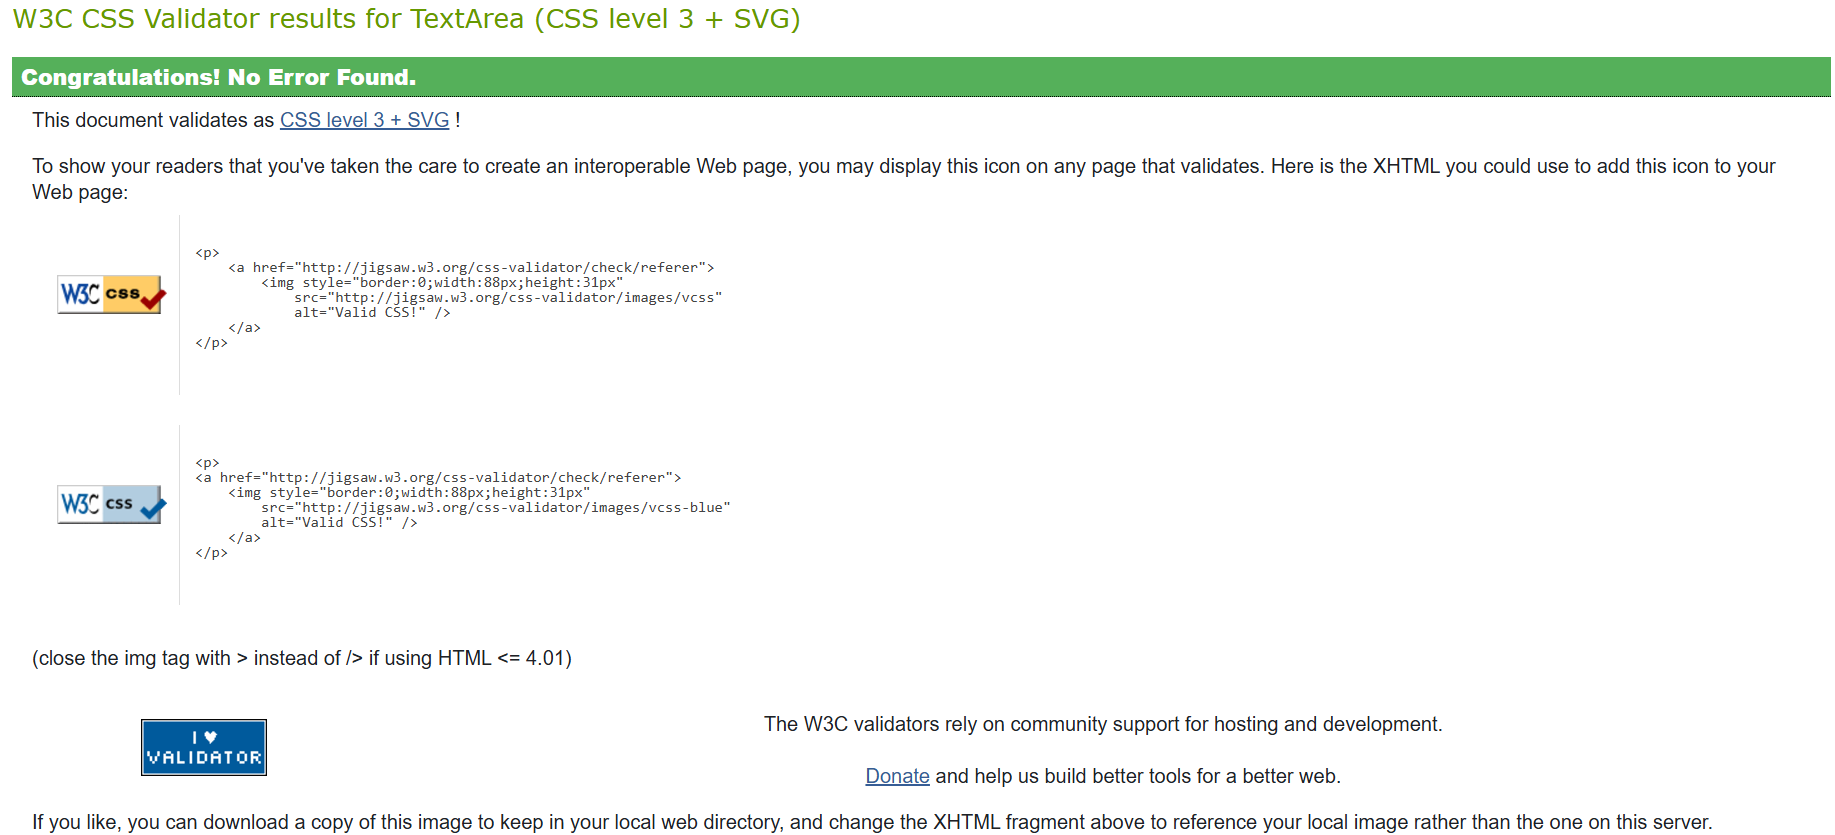 W3C CSS Validator results for TextArea (CSS level 3 + SVG)
Congratulations! No Error Found.
This document validates as CSS level 3 + SVG !
To show your readers that you've taken the care to create an interoperable Web page, you may display this icon on any page that validates. Here is the XHTML you could use to add this icon to your
Web page:
W3C css
<p>
    <a href="http://jigsaw.w3.org/css-validator/check/referer">
        <img style="border:0;width:88px;height:31px"
            src="http://jigsaw.w3.org/css-validator/images/vcss"
            alt="Valid CSS!" />
    </a>
</p>
W3C css
<p>
<a href="http://jigsaw.w3.org/css-validator/check/referer">
    <img style="border:0;width:88px;height:31px"
        src="http://jigsaw.w3.org/css-validator/images/vcss-blue"
        alt="Valid CSS!" />
    </a>
</p>
(close the img tag with > instead of /> if using HTML <= 4.01)
I ♥
VALIDATOR
The W3C validators rely on community support for hosting and development.
Donate and help us build better tools for a better web.
If you like, you can download a copy of this image to keep in your local web directory, and change the XHTML fragment above to reference your local image rather than the one on this server.